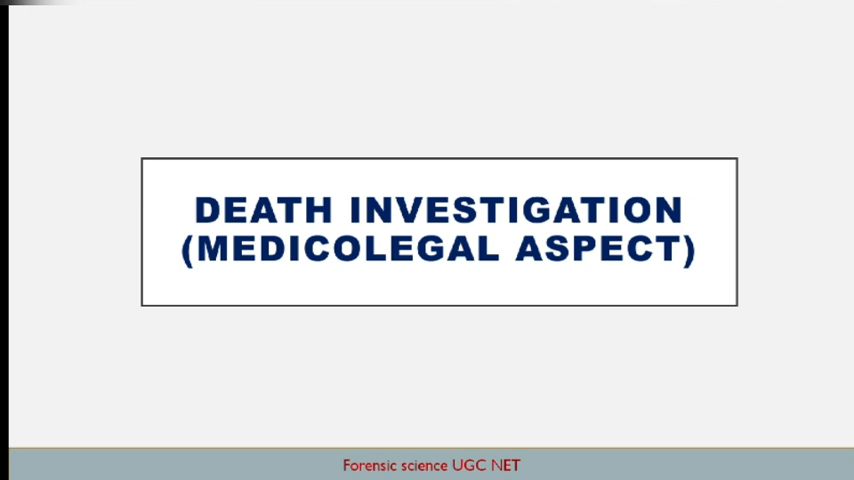 DEATH INVESTIGATION
(MEDICOLEGAL ASPECT)
Forensic science UGC NET